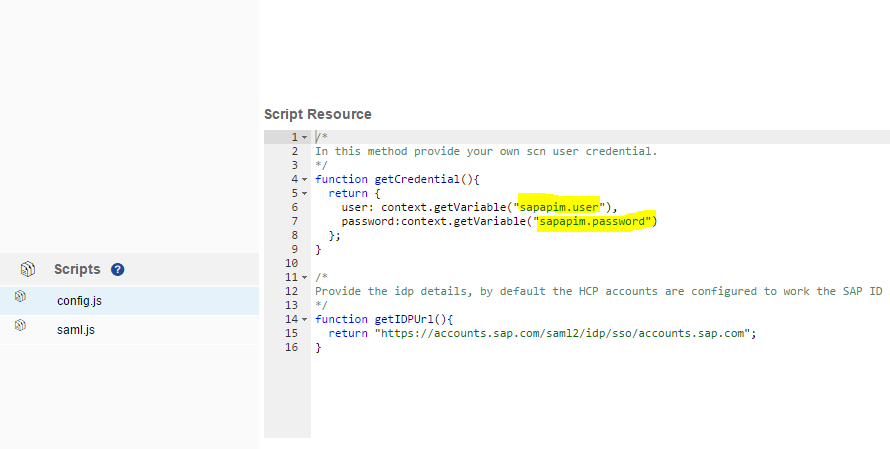 Script Resource
1 /*
2 In this method provide your own scn user credential.
3 */
4 function getCredential(){
5 return {
6 user: context.getVariable("sapapim.user"),
7 password:context.getVariable("sapapim.password")
8 };
9 }
10
11 /*
12 Provide the idp details, by default the HCP accounts are configured to work the SAP ID
13 */
14 function getIDPUrl(){
15 return "https://accounts.sap.com/saml2/idp/sso/accounts.sap.com";
16 }
Scripts ?
config.js
saml.js